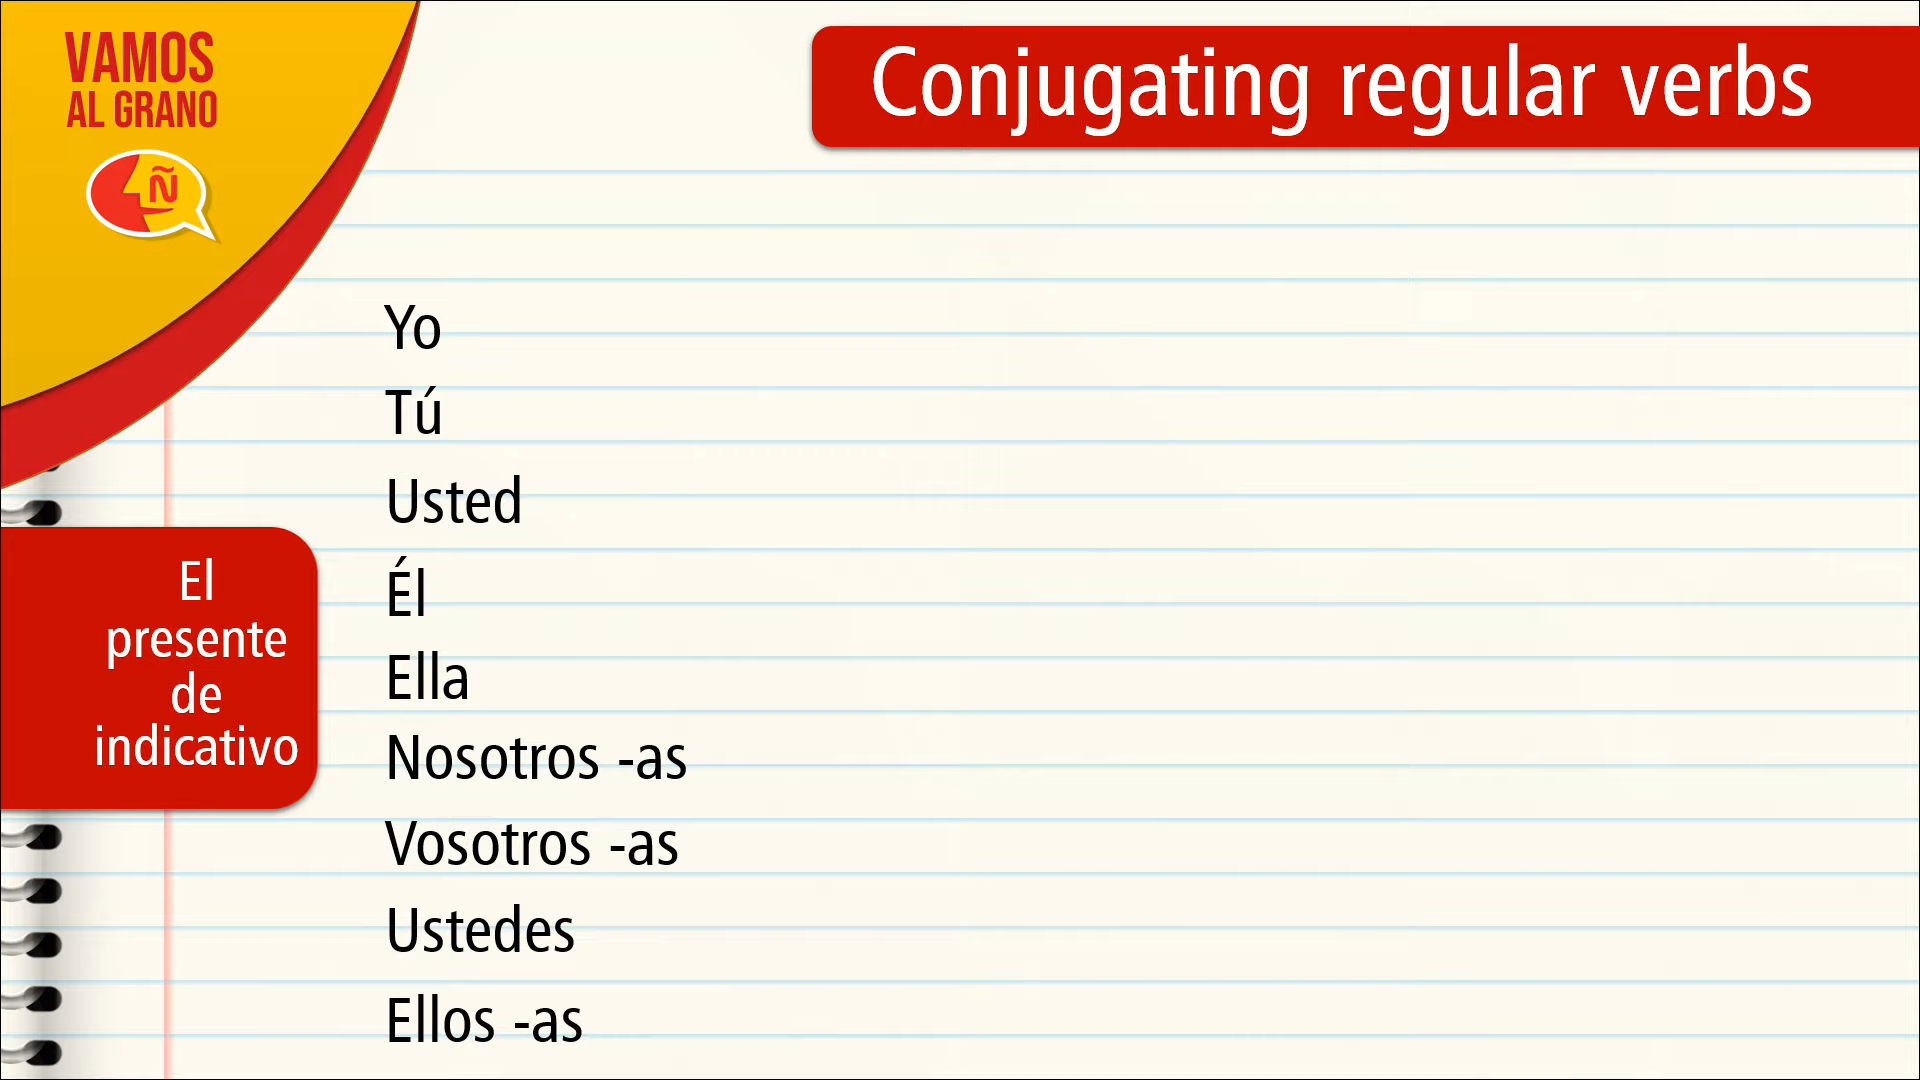 VAMOS
AL GRANO
Ñ
Conjugating regular verbs
Yo
Tú
Usted
Él
Ella
Nosotros -as
Vosotros -as
Ustedes
Ellos -as
El
presente
de
indicativo